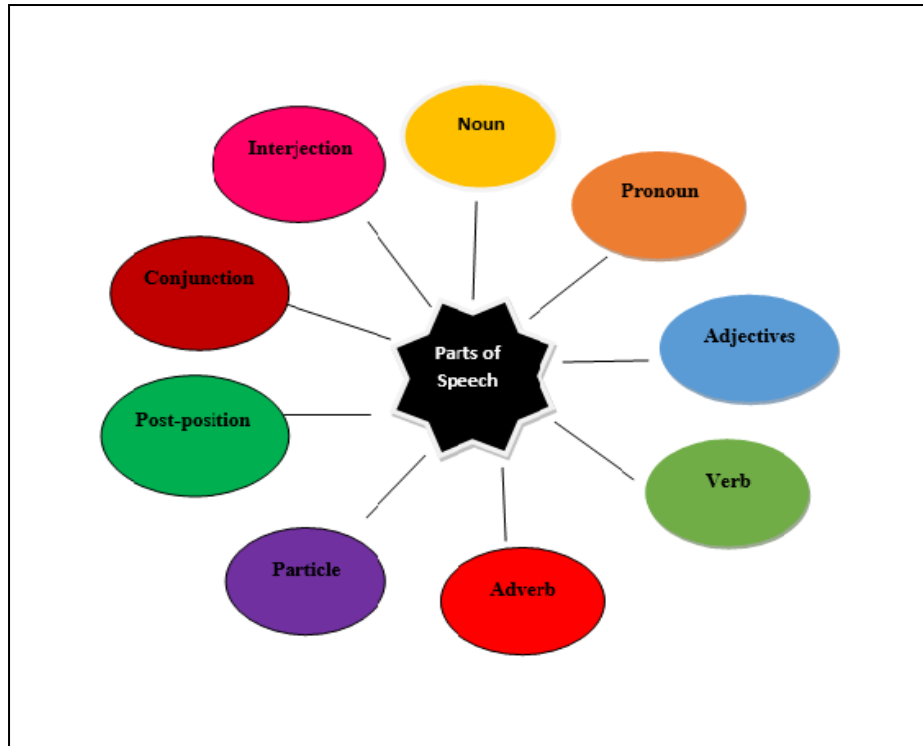 Noun
Pronoun
Adjectives
Verb
Adverb
Particle
Post-position
Conjunction
Interjection
Parts of
Speech